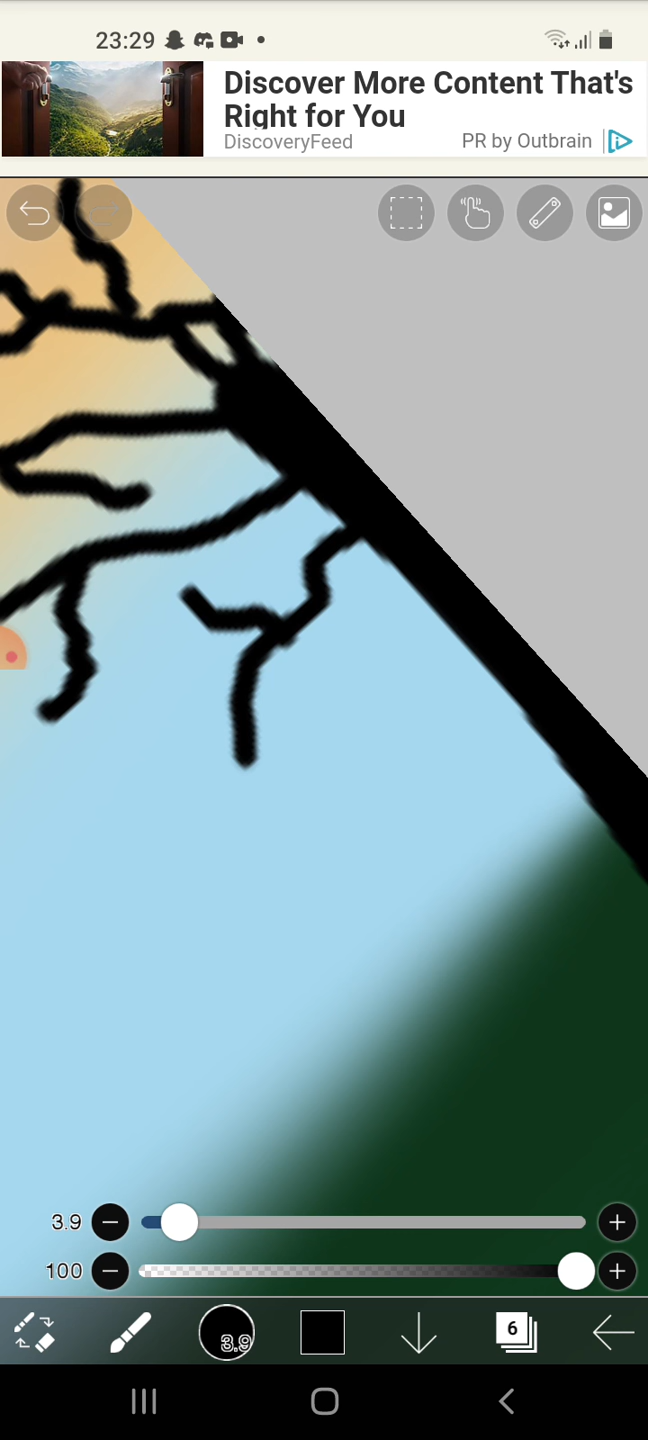 23:29
Discover More Content That's
Right for You
DiscoveryFeed
PR by Outbrain
3.9
100
3.9
6